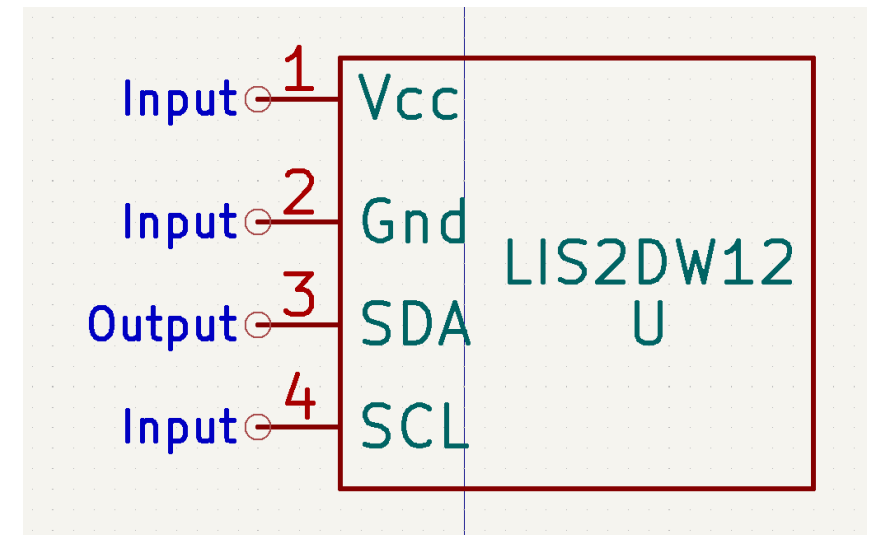 Input 1 Vcc
Input 2 Gnd
LIS2DW12
Output 3 SDA
U
Input 4 SCL